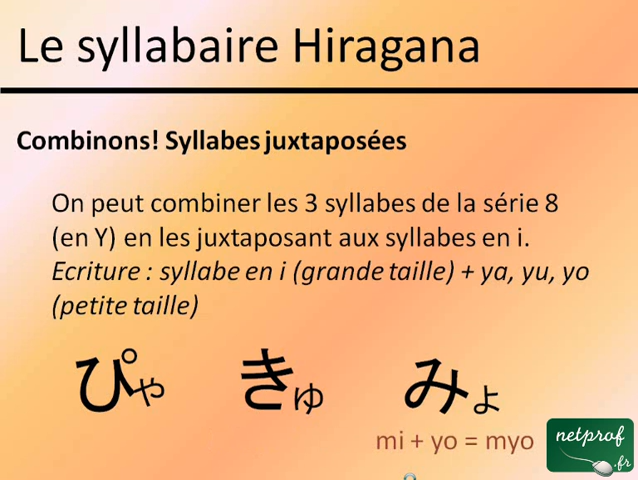 Le syllabaire Hiragana
Combinons! Syllabes juxtaposées
On peut combiner les 3 syllabes de la série 8
(en Y) en les juxtaposant aux syllabes en i.
Ecriture : syllabe en i (grande taille) + ya, yu, yo
(petite taille)
ぴゃ きゅ みょ
mi + yo = myo
netprof
.fr